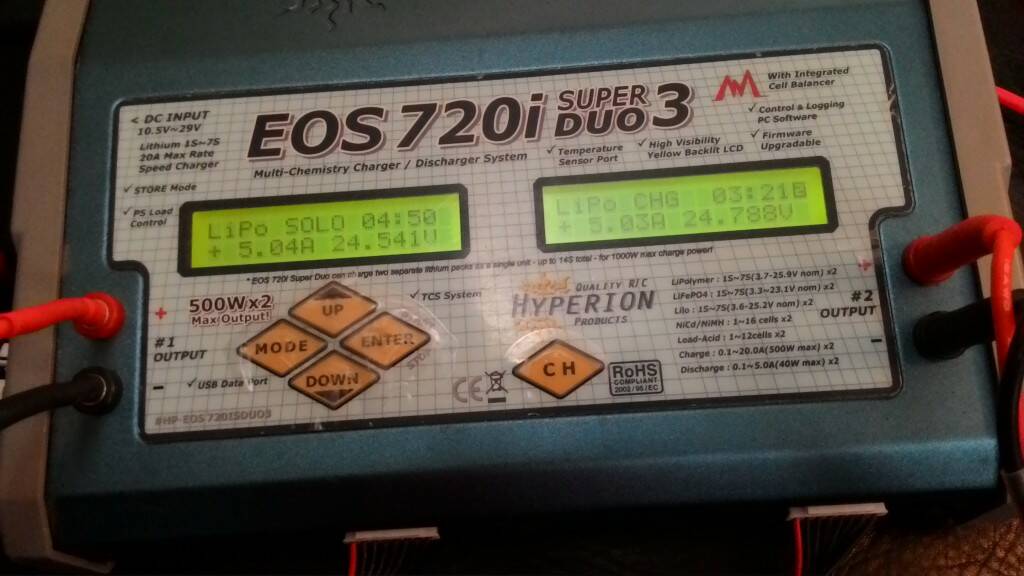 < DC INPUT
10.5V~29V
Lithium 1S~7S
20A Max Rate
Speed Charger
✓ STORE Mode
✓ PS Load
Control
EOS 720i SUPER DUO 3
Multi-Chemistry Charger / Discharger System
✓ Temperature
Sensor Port
✓ High Visibility
Yellow Backlit LCD
With Integrated
Cell Balancer
✓ Control & Logging
PC Software
✓ Firmware
Upgradable
LiPo SOLO 04:50
+ 5.04A 24.541V
LiPo CHG 03:21
+ 5.03A 24.788V
* EOS 720i Super Duo can charge two separate lithium packs as a single unit - up to 14S total - for 1000W max charge power!
+
500W x2
Max Output!
#1
OUTPUT
-
✓ USB Data Port
#HP-EOS720ISDUO3
UP
MODE
ENTER
DOWN
✓ TCS System
QUALITY R/C
HYPERION
PRODUCTS
CH
CE
RoHS
COMPLIANT
2002/95/EC
LiPolymer : 1S~7S(3.7-25.9V nom) x2
LiFePO4 : 1S~7S(3.3~23.1V nom) x2
LiIo : 1S~7S(3.6-25.2V nom) x2
NiCd/NiMH : 1~16 cells x2
Lead-Acid : 1~12cells x2
Charge : 0.1~20.0A(500W max) x2
Discharge : 0.1~5.0A(40W max) x2
+
#2
OUTPUT
-